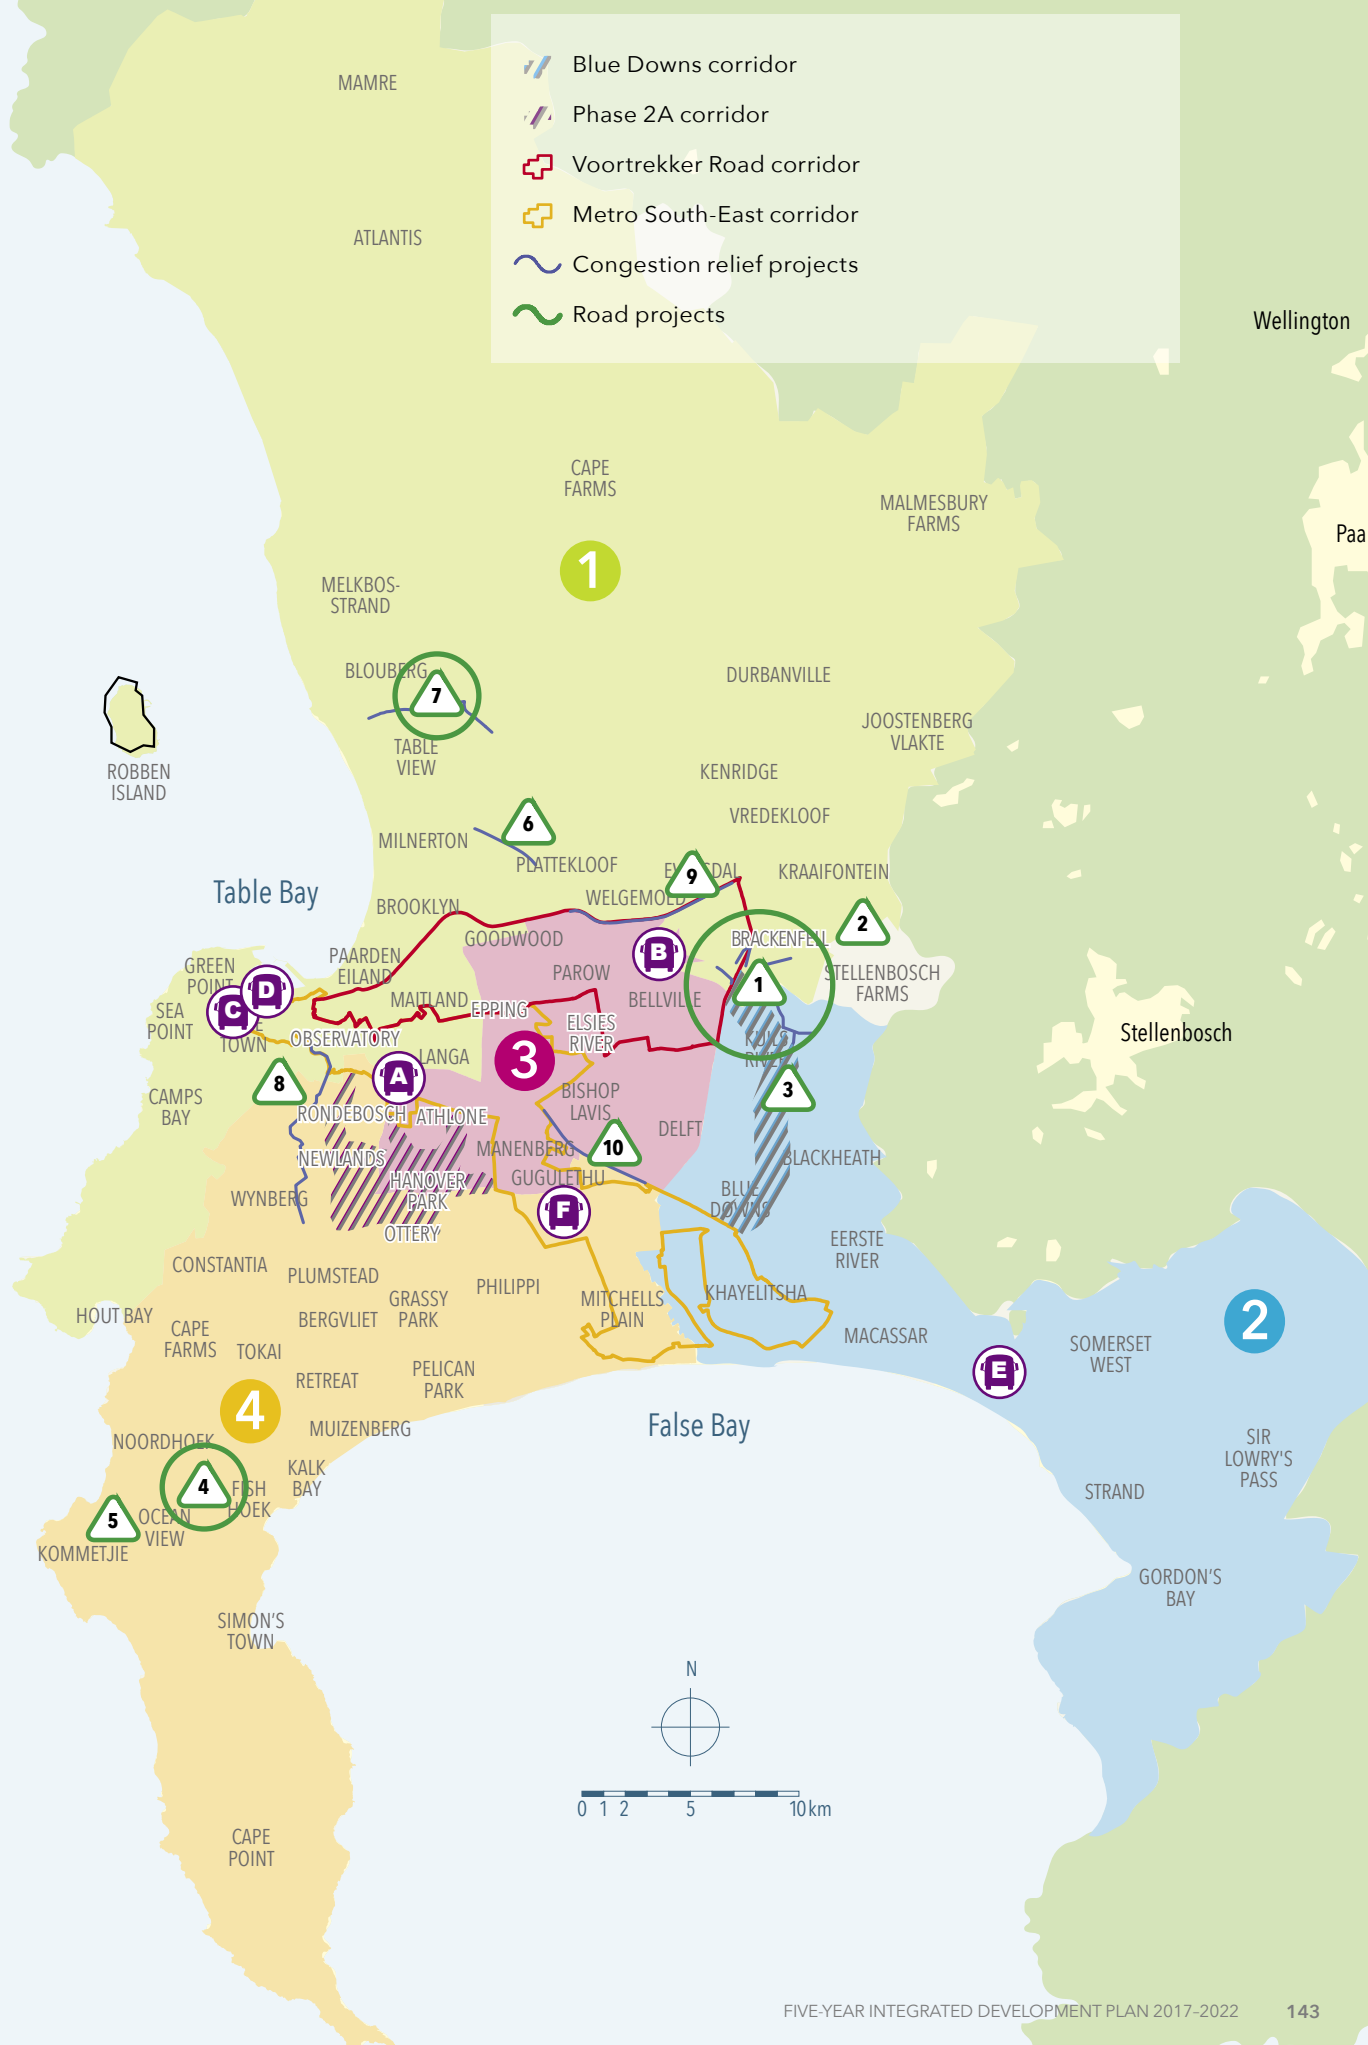 Blue Downs corridor
Phase 2A corridor
Voortrekker Road corridor
Metro South-East corridor
Congestion relief projects
Road projects
MAMRE
ATLANTIS
Wellington
CAPE
FARMS
MALMESBURY
FARMS
Paa
1
MELKBOS-
STRAND
BLOUBERG
7
DURBANVILLE
TABLE
VIEW
JOOSTENBERG
VLAKTE
ROBBEN
ISLAND
KENRIDGE
VREDEKLOOF
6
MILNERTON
PLATTEKLOOF
9
KRAAIFONTEIN
Table Bay
WELGEMOED
BROOKLYN
2
GOODWOOD
BRACKENFELL
B
PAARDEN
EILAND
GREEN
POINT
PAROW
STELLENBOSCH
FARMS
1
D
C
SEA
POINT
MAITLAND
EPPING
BELLVILLE
ELSIES
RIVER
TOWN
OBSERVATORY
KUILS
RIVER
Stellenbosch
LANGA
3
A
8
3
CAMPS
BAY
BISHOP
LAVIS
RONDEBOSCH
ATHLONE
DELFT
10
MANENBERG
NEWLANDS
BLACKHEATH
HANOVER
PARK
GUGULETHU
WYNBERG
BLUE
DOWNS
F
OTTERY
EERSTE
RIVER
CONSTANTIA
PLUMSTEAD
PHILIPPI
KHAYELITSHA
MITCHELLS
PLAIN
GRASSY
PARK
HOUT BAY
BERGVLIET
CAPE
FARMS
TOKAI
MACASSAR
2
SOMERSET
WEST
E
RETREAT
PELICAN
PARK
4
MUIZENBERG
False Bay
NOORDHOEK
SIR
LOWRY'S
PASS
KALK
BAY
4
FISH
HOEK
STRAND
5
OCEAN
VIEW
KOMMETJIE
GORDON'S
BAY
SIMON'S
TOWN
N
0 1 2 5 10 km
CAPE
POINT
FIVE-YEAR INTEGRATED DEVELOPMENT PLAN 2017–2022 143